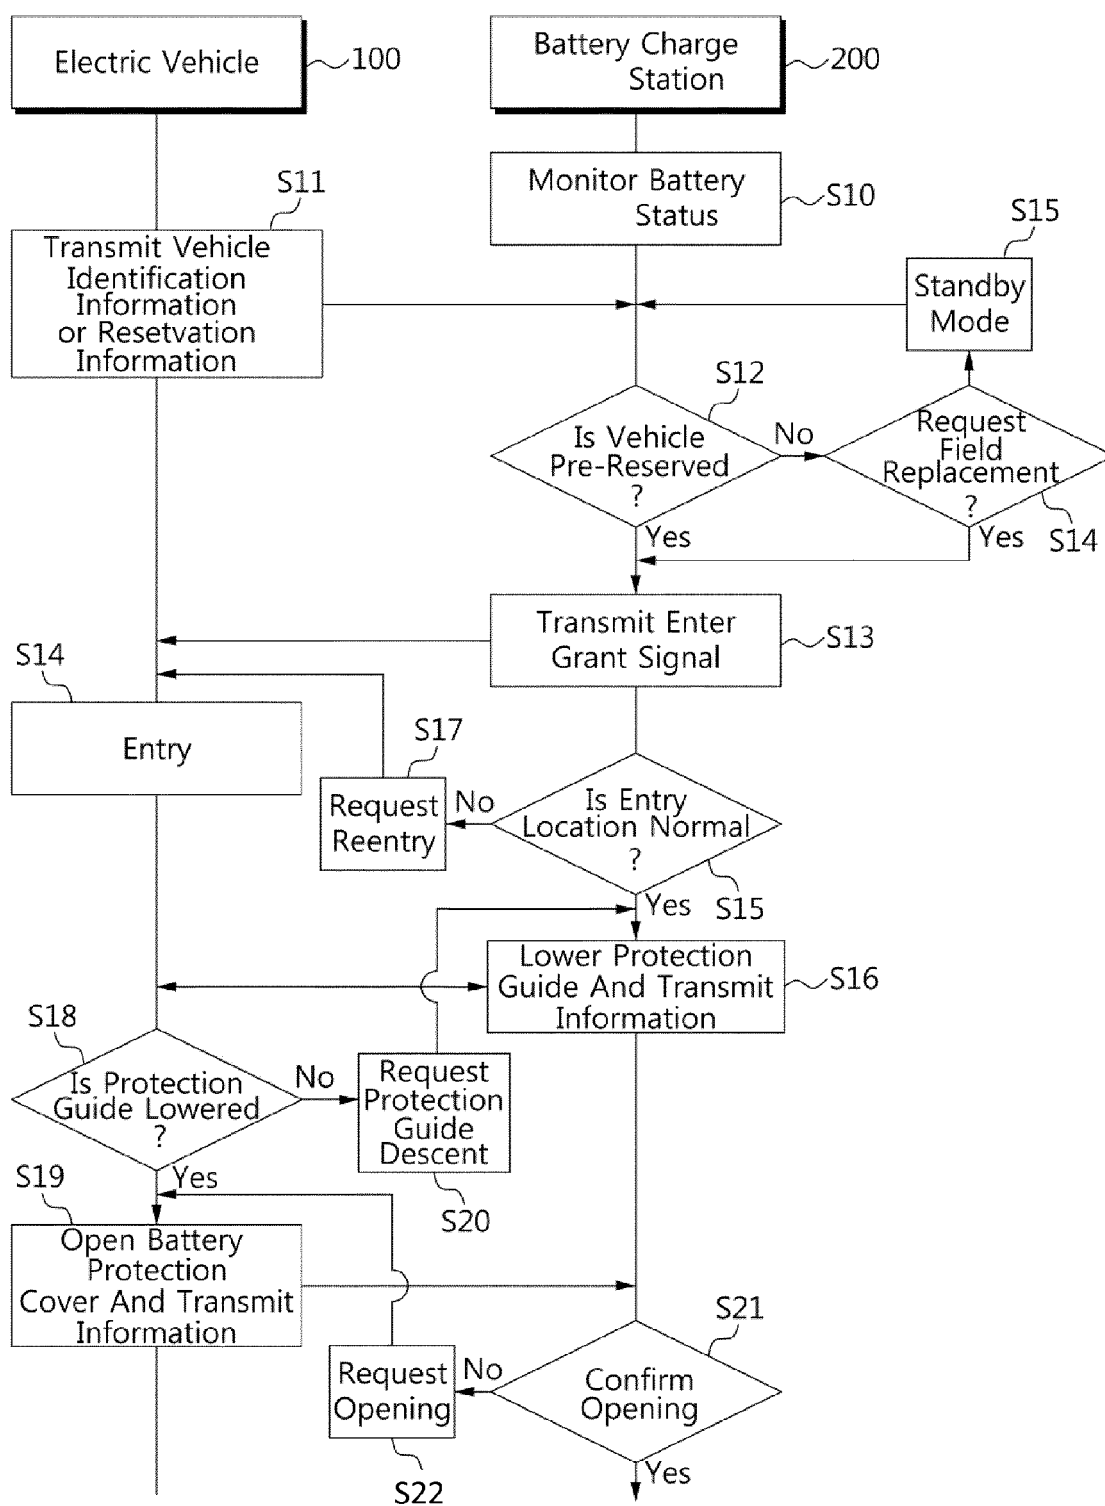 Electric Vehicle
100
Battery Charge
Station
200
Monitor Battery
Status
S10
S11
Transmit Vehicle
Identification
Information
or Resetvation
Information
S15
Standby
Mode
S12
Is Vehicle
Pre-Reserved
?
No
Yes
Request
Field
Replacement
?
Yes
S14
Transmit Enter
Grant Signal
S13
S14
Entry
S17
Request
Reentry
No
Is Entry
Location Normal
?
Yes
S15
Lower Protection
Guide And Transmit
Information
S16
S18
Is Protection
Guide Lowered
?
No
Yes
Request
Protection
Guide
Descent
S20
S19
Open Battery
Protection
Cover And Transmit
Information
S21
Confirm
Opening
No
Yes
Request
Opening
S22